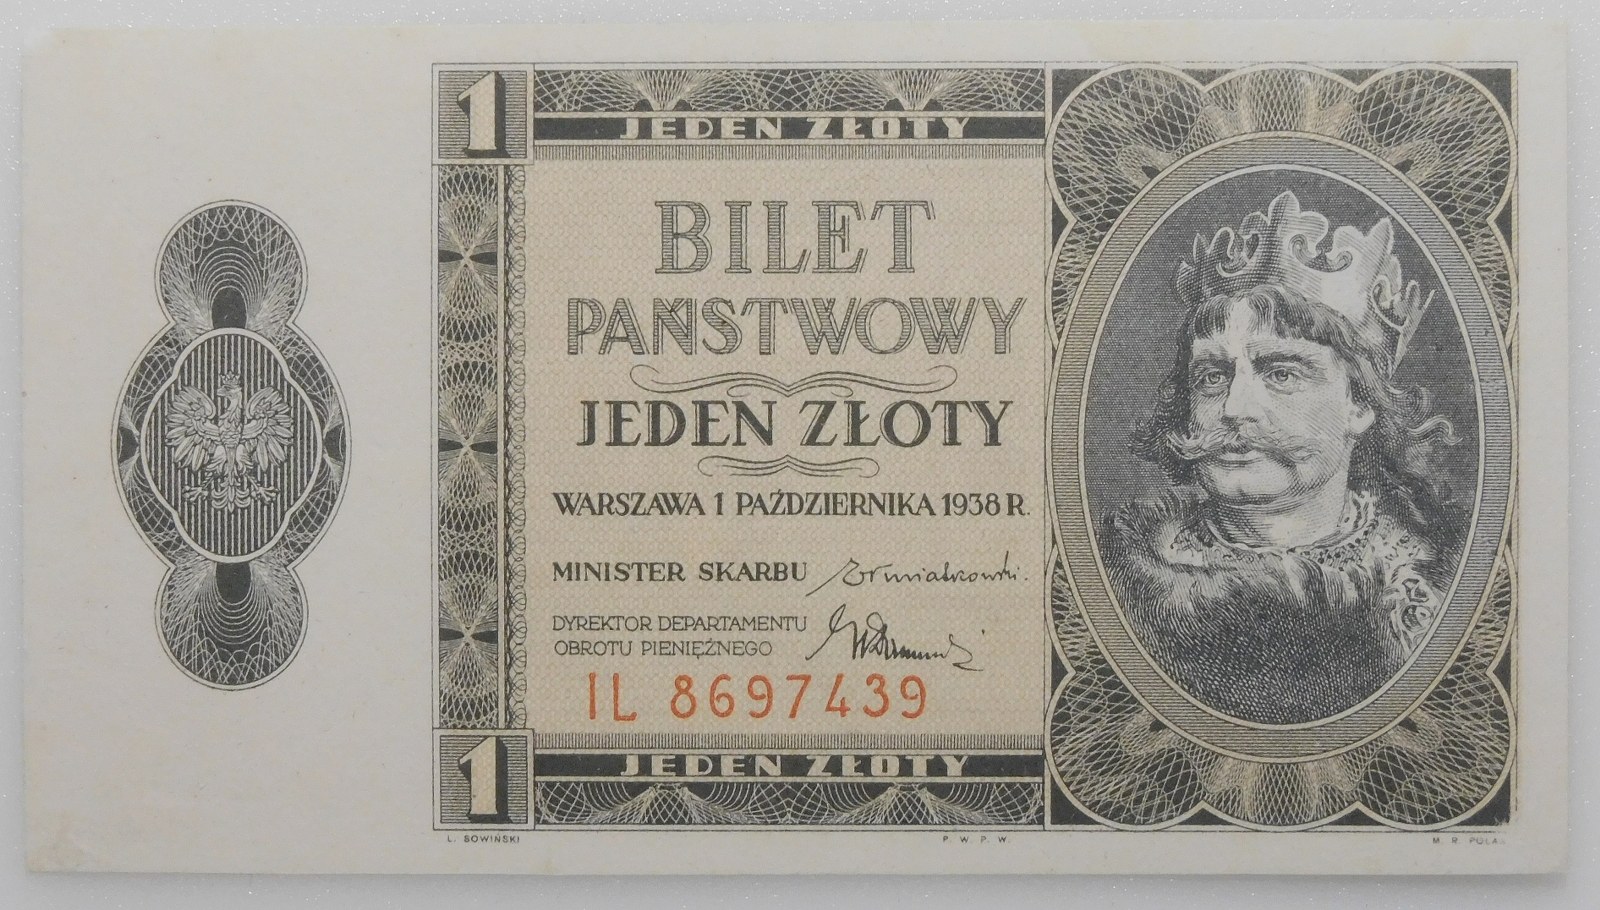 1
JEDEN ZŁOTY
BILET
PAŃSTWOWY
JEDEN ZŁOTY
WARSZAWA 1 PAŹDZIERNIKA 1938 R.
MINISTER SKARBU
DYREKTOR DEPARTAMENTU
OBROTU PIENIĘŻNEGO
IL 8697439
1
JEDEN ZŁOTY
L. SOWIŃSKI
P. W. P. W.
M. R. POLAK